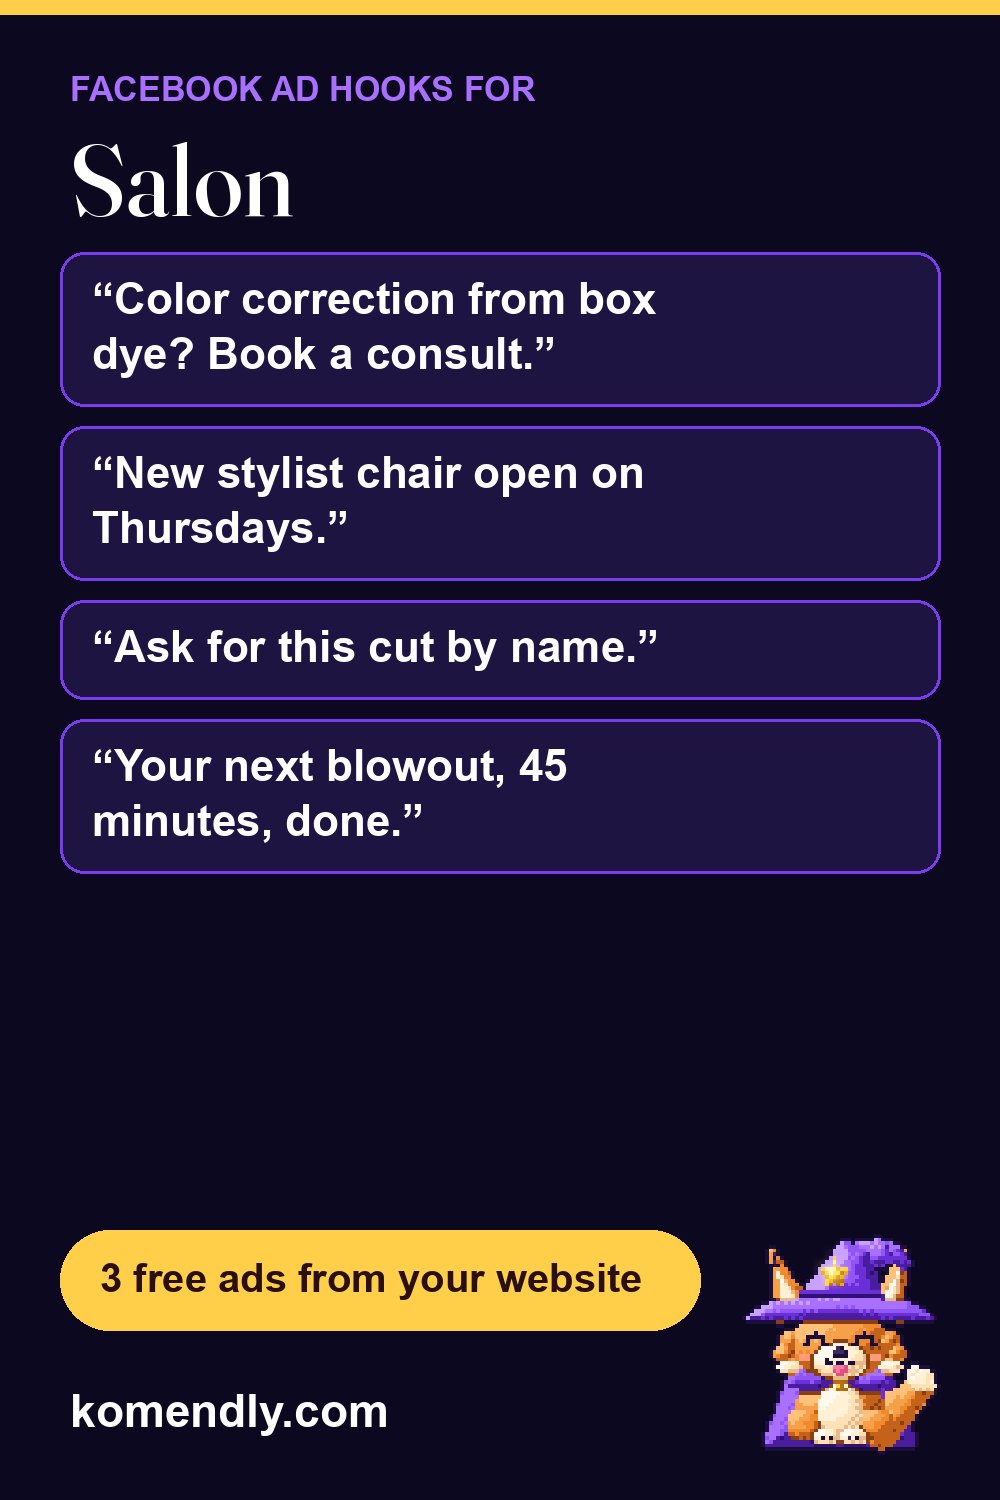 FACEBOOK AD HOOKS FOR
Salon
“Color correction from box
dye? Book a consult.”
“New stylist chair open on
Thursdays.”
“Ask for this cut by name.”
“Your next blowout, 45
minutes, done.”
3 free ads from your website
komendly.com